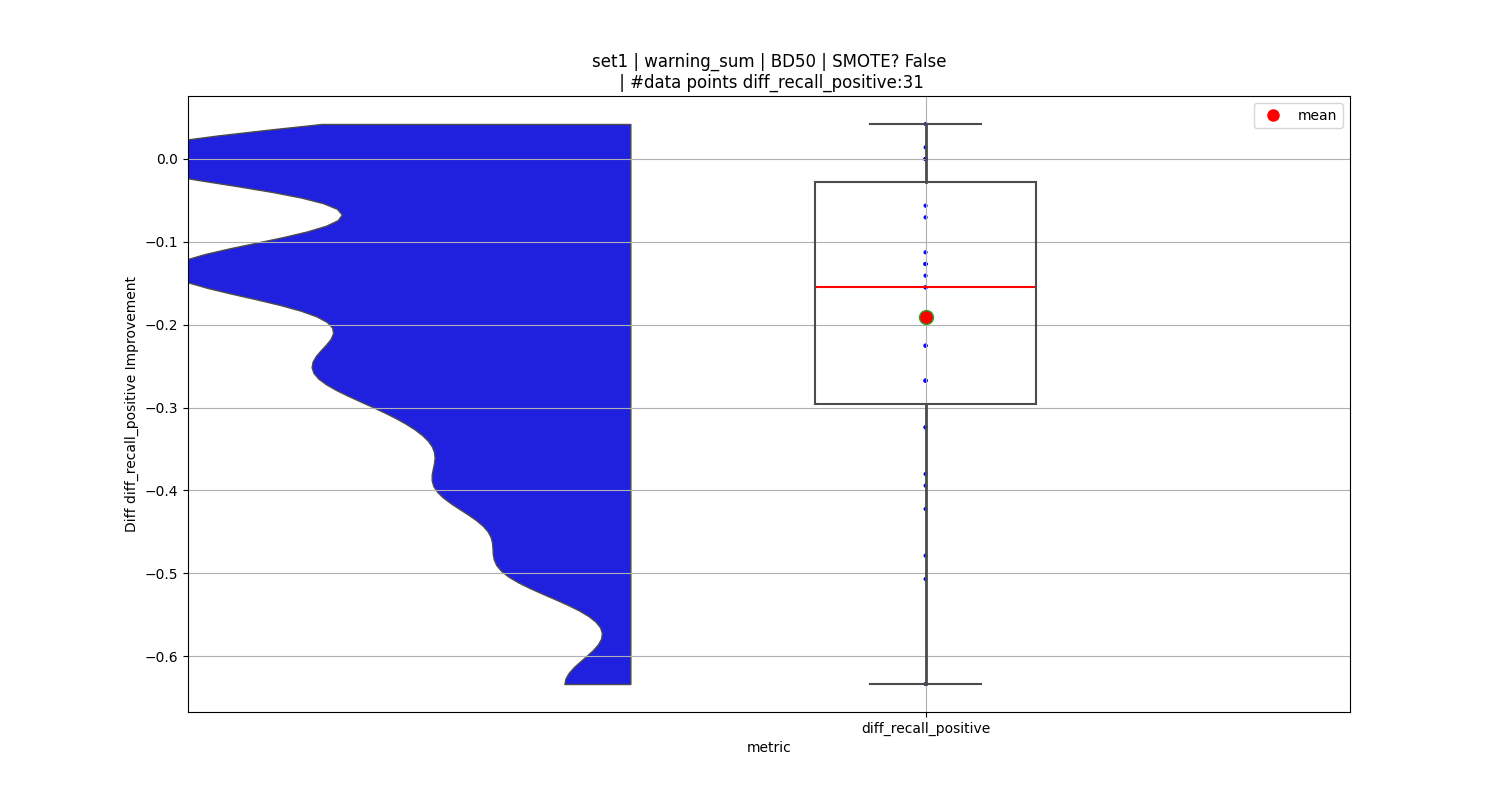 set1 | warning_sum | BD50 | SMOTE? False
| #data points diff_recall_positive:31
mean
0.0
−0.1
−0.2
−0.3
−0.4
−0.5
−0.6
Diff diff_recall_positive Improvement
diff_recall_positive
metric